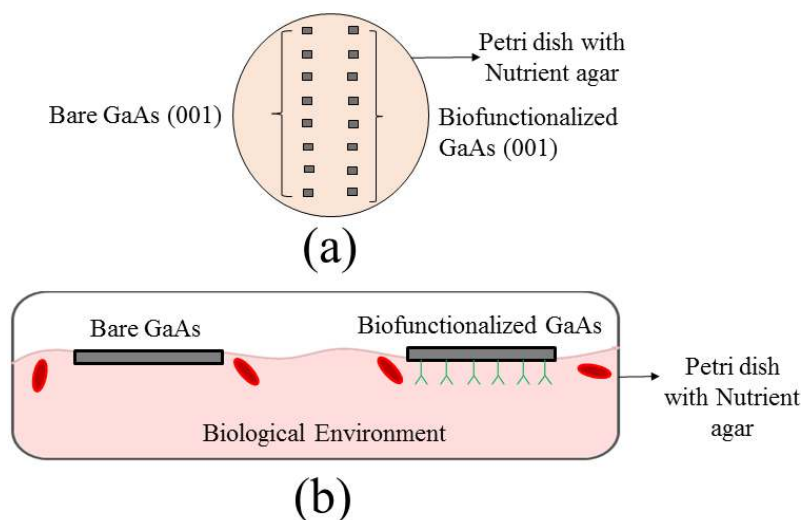 Petri dish with
Nutrient agar
Bare GaAs (001)
Biofunctionalized
GaAs (001)
(a)
Bare GaAs
Biofunctionalized GaAs
Petri dish
with Nutrient
agar
Biological Environment
(b)